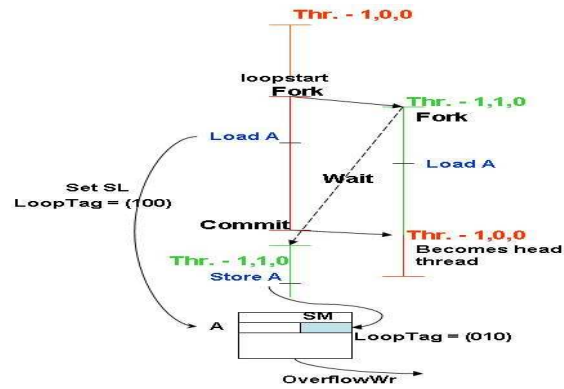 Thr. - 1,0,0
loopstart
Fork
Thr. - 1,1,0
Fork
Load A
Load A
Wait
Set SL
LoopTag = (100)
Commit
Thr. - 1,0,0
Becomes head
thread
Thr. - 1,1,0
Store A
SM
A
LoopTag = (010)
OverflowWr